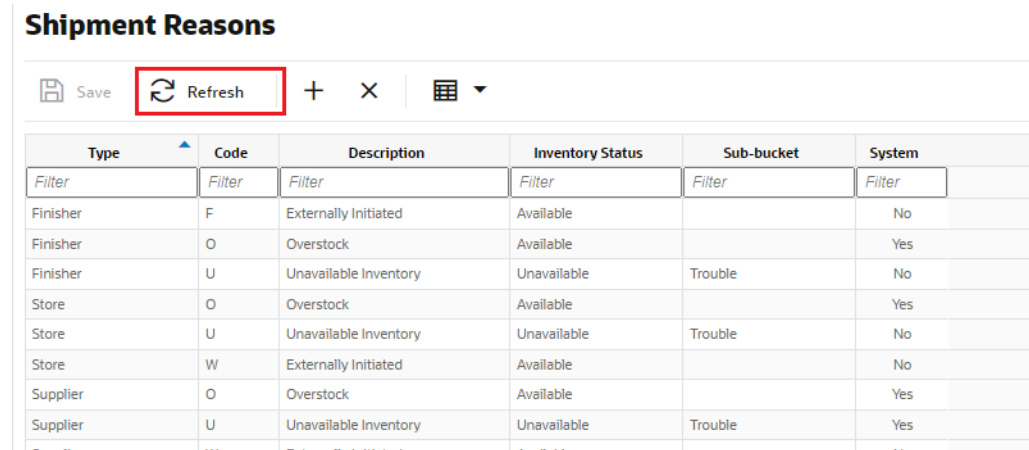 Shipment Reasons
Save Refresh
Type Code Description Inventory Status Sub-bucket System
Filter Filter Filter Filter Filter Filter
Finisher F Externally Initiated Available No
Finisher O Overstock Available Yes
Finisher U Unavailable Inventory Unavailable Trouble No
Store O Overstock Available Yes
Store U Unavailable Inventory Unavailable Trouble No
Store W Externally Initiated Available No
Supplier O Overstock Available Yes
Supplier U Unavailable Inventory Unavailable Trouble Yes